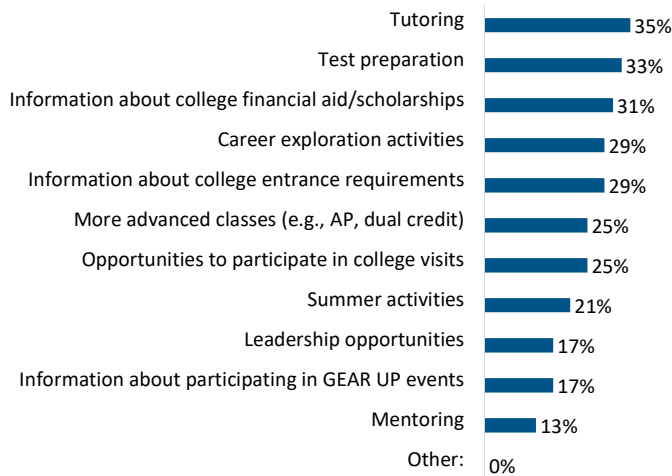 Tutoring 35%
Test preparation 33%
Information about college financial aid/scholarships 31%
Career exploration activities 29%
Information about college entrance requirements 29%
More advanced classes (e.g., AP, dual credit) 25%
Opportunities to participate in college visits 25%
Summer activities 21%
Leadership opportunities 17%
Information about participating in GEAR UP events 17%
Mentoring 13%
Other: 0%